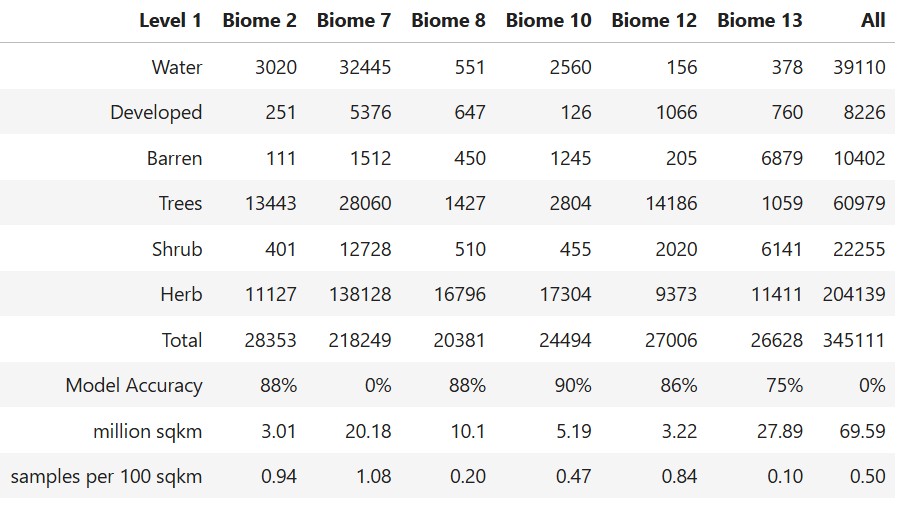 Level 1 Biome 2 Biome 7 Biome 8 Biome 10 Biome 12 Biome 13 All
Water 3020 32445 551 2560 156 378 39110
Developed 251 5376 647 126 1066 760 8226
Barren 111 1512 450 1245 205 6879 10402
Trees 13443 28060 1427 2804 14186 1059 60979
Shrub 401 12728 510 455 2020 6141 22255
Herb 11127 138128 16796 17304 9373 11411 204139
Total 28353 218249 20381 24494 27006 26628 345111
Model Accuracy 88% 0% 88% 90% 86% 75% 0%
million sqkm 3.01 20.18 10.1 5.19 3.22 27.89 69.59
samples per 100 sqkm 0.94 1.08 0.20 0.47 0.84 0.10 0.50